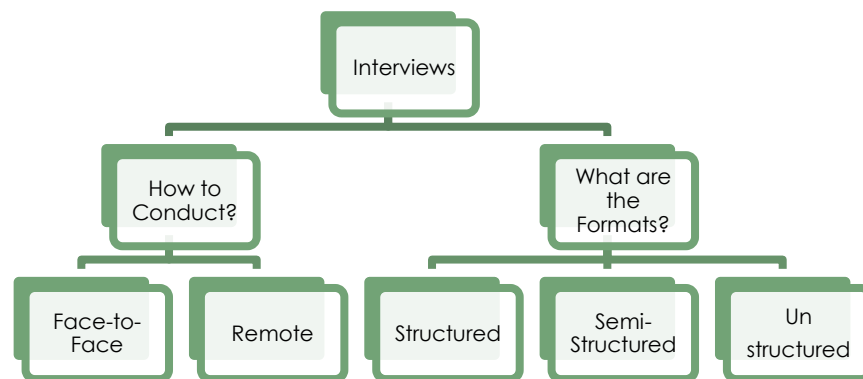 Interviews
How to
Conduct?
What are
the
Formats?
Face-to-
Face
Remote
Structured
Semi-
Structured
Un
structured